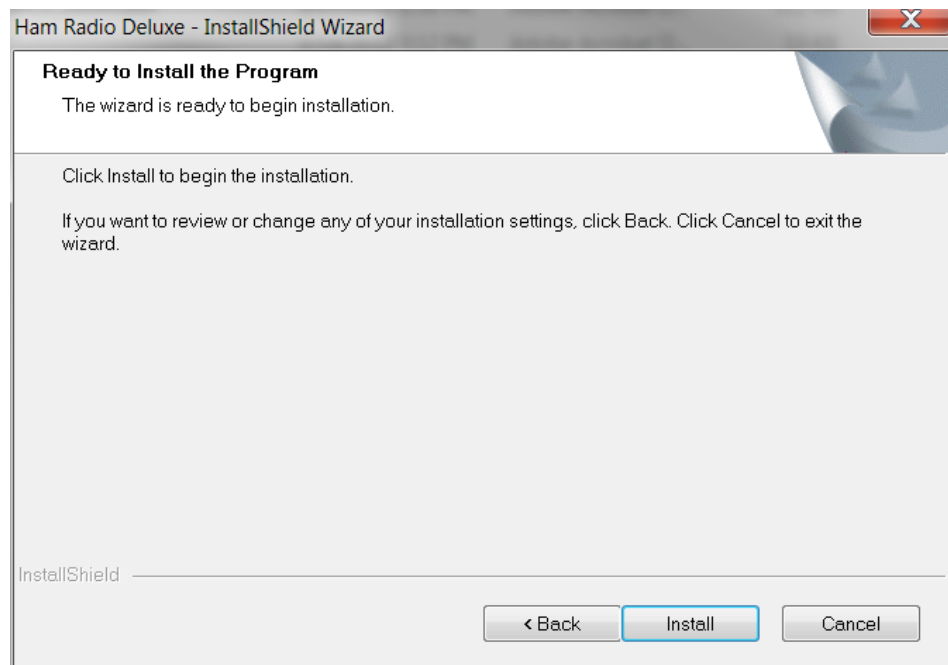 Ham Radio Deluxe - InstallShield Wizard
Ready to Install the Program
The wizard is ready to begin installation.
Click Install to begin the installation.
If you want to review or change any of your installation settings, click Back. Click Cancel to exit the
wizard.
InstallShield
< Back Install Cancel